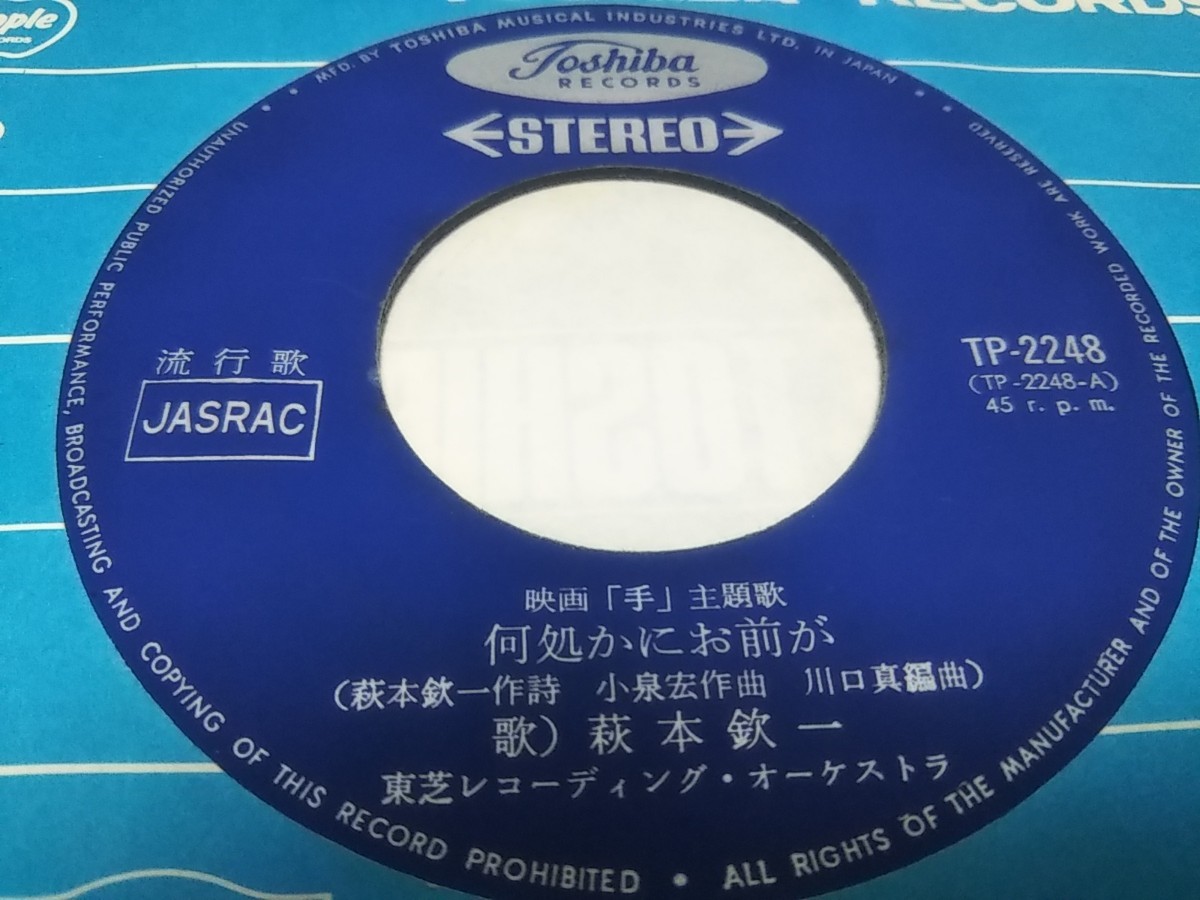 RECORDS
MFD. BY TOSHIBA MUSICAL INDUSTRIES LTD. IN JAPAN
Toshiba
RECORDS
STEREO
流行歌
JASRAC
TP-2248
(TP-2248-A)
45 r. p. m.
映画「手」主題歌
何処かにお前が
(萩本欽一作詩 小泉宏作曲 川口真編曲)
歌) 萩本欽一
東芝レコーディング・オーケストラ
UNAUTHORIZED PUBLIC PERFORMANCE, BROADCASTING AND COPYING OF THIS RECORD PROHIBITED • ALL RIGHTS OF THE MANUFACTURER AND OF THE OWNER OF THE RECORDED WORK ARE RESERVED